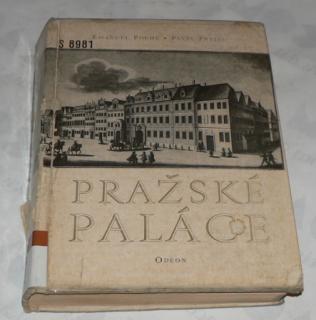 S 8981
EMANUEL POCHE • PAVEL PREISS
PRAŽSKÉ
PALÁCE
ODEON